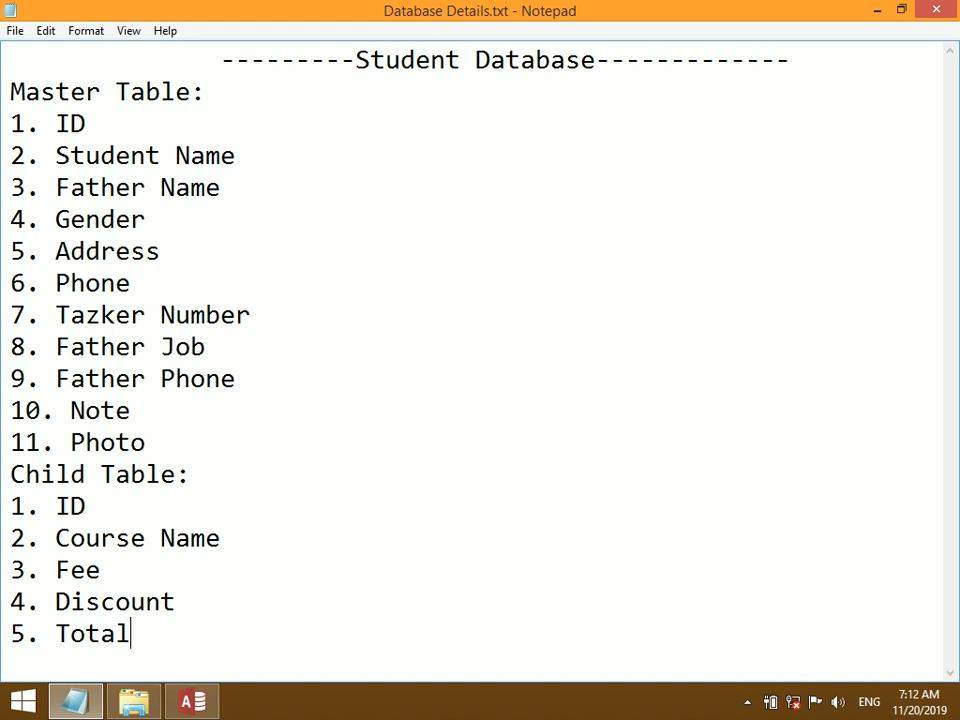 Database Details.txt - Notepad
File Edit Format View Help
---------Student Database-------------
Master Table:
1. ID
2. Student Name
3. Father Name
4. Gender
5. Address
6. Phone
7. Tazker Number
8. Father Job
9. Father Phone
10. Note
11. Photo
Child Table:
1. ID
2. Course Name
3. Fee
4. Discount
5. Total
ENG
7:12 AM
11/20/2019